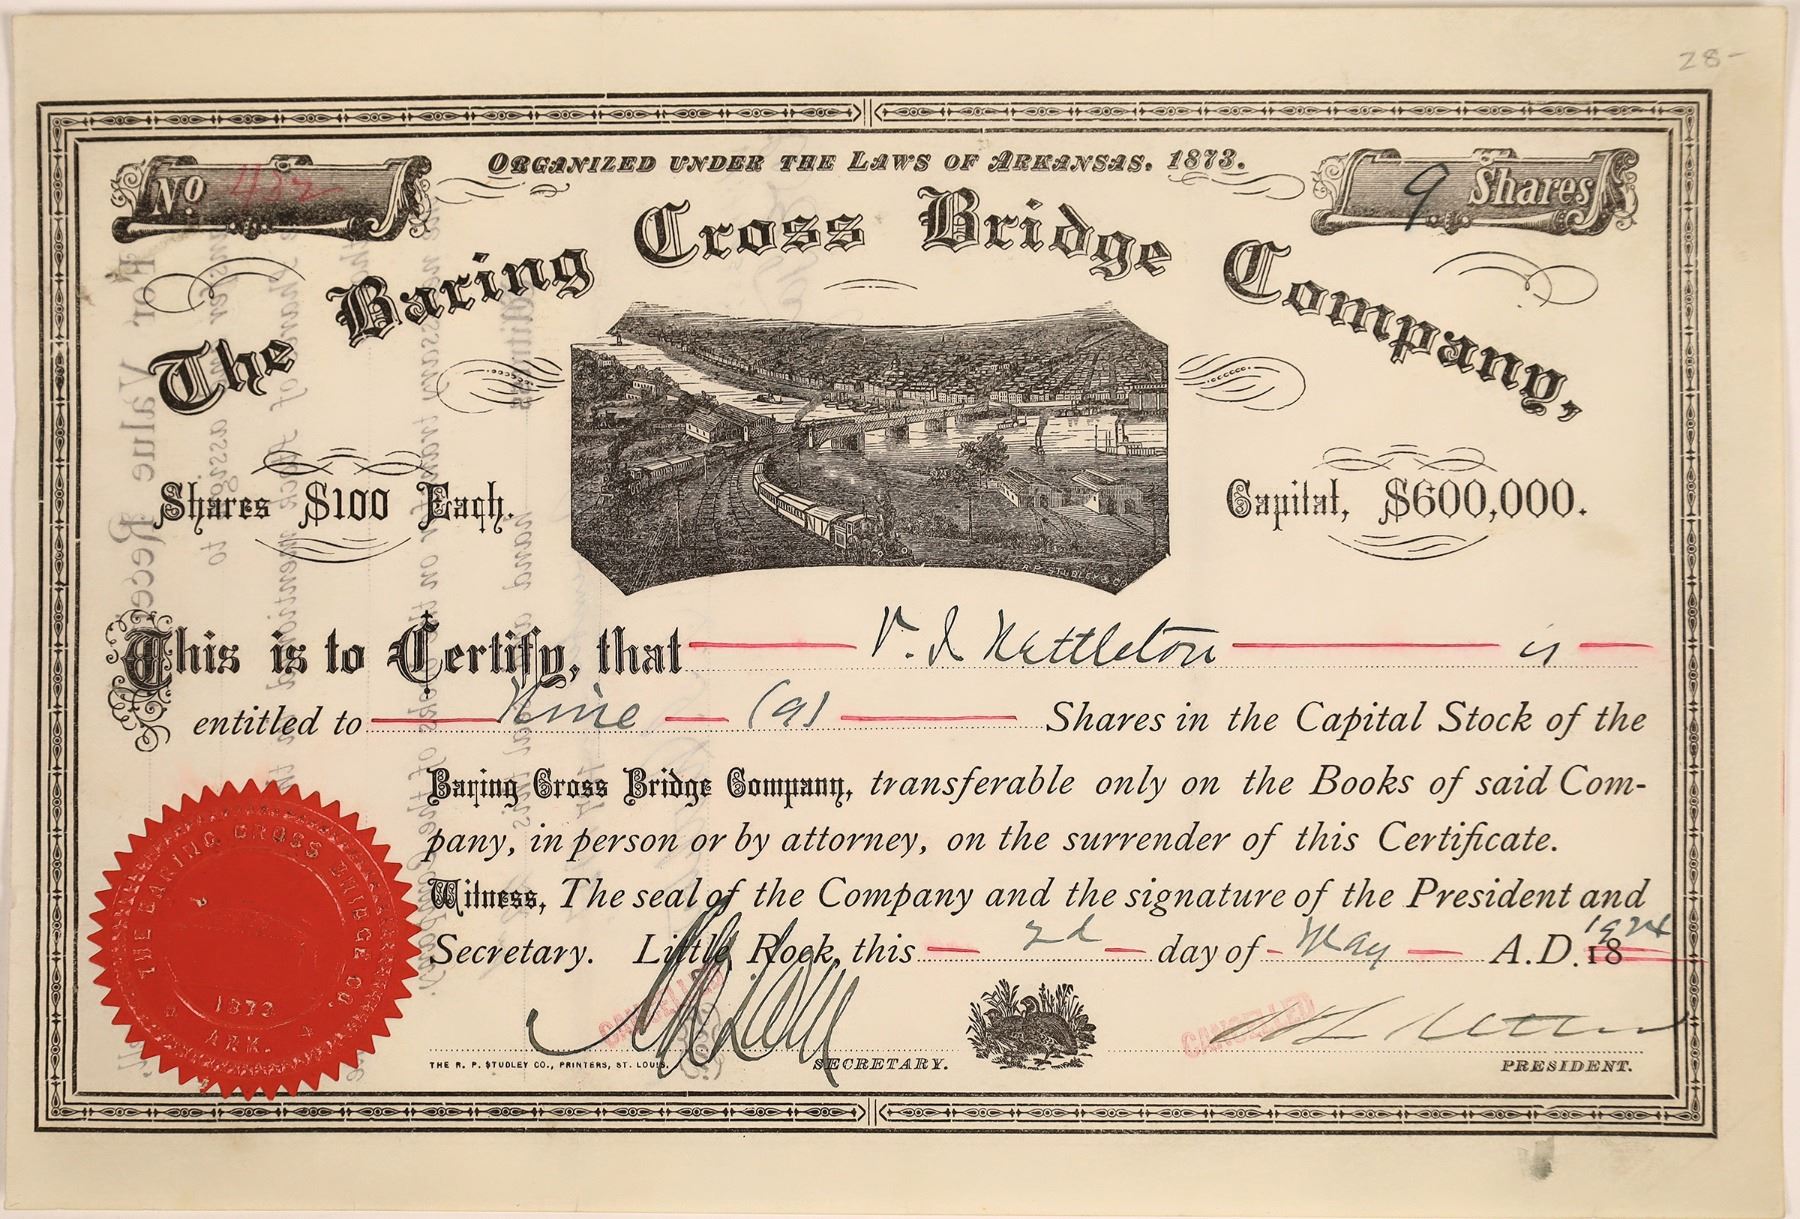 28-
ORGANIZED UNDER THE LAWS OF ARKANSAS. 1873.
No. 432
9 Shares
The Baring Cross Bridge Company,
Shares $100 Each.
Capital, $600,000.
R. P. STUDLEY & CO.
This is to Certify, that V. I. Nettleton is
entitled to Nine (9) Shares in the Capital Stock of the
Baring Cross Bridge Company, transferable only on the Books of said Com-
pany, in person or by attorney, on the surrender of this Certificate.
Witness, The seal of the Company and the signature of the President and
Secretary. Little Rock, this 2d day of May A.D. 18 1924
THE BARING CROSS BRIDGE CO.
1873
ARK.
CANCELLED
CANCELLED
THE R. P. STUDLEY CO., PRINTERS, ST. LOUIS.
SECRETARY.
PRESIDENT.